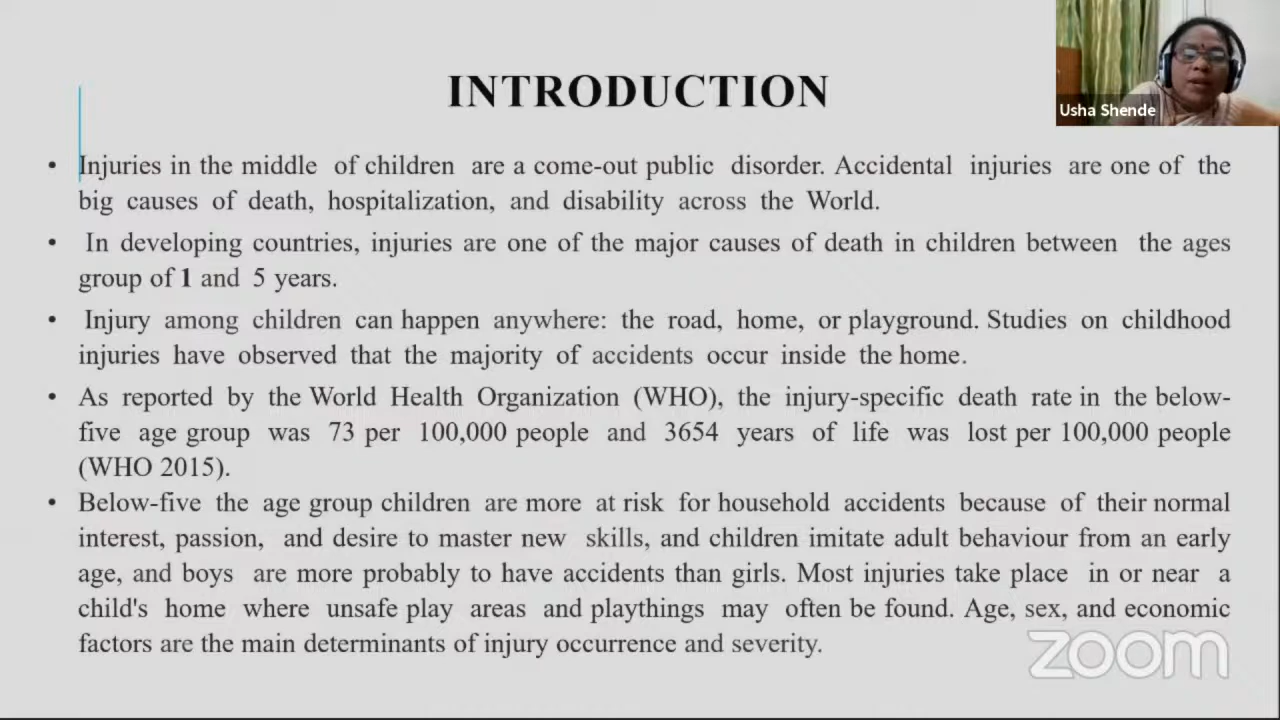 INTRODUCTION
Usha Shende
• Injuries in the middle of children are a come-out public disorder. Accidental injuries are one of the
big causes of death, hospitalization, and disability across the World.
• In developing countries, injuries are one of the major causes of death in children between the ages
group of 1 and 5 years.
• Injury among children can happen anywhere: the road, home, or playground. Studies on childhood
injuries have observed that the majority of accidents occur inside the home.
• As reported by the World Health Organization (WHO), the injury-specific death rate in the below-
five age group was 73 per 100,000 people and 3654 years of life was lost per 100,000 people
(WHO 2015).
• Below-five the age group children are more at risk for household accidents because of their normal
interest, passion, and desire to master new skills, and children imitate adult behaviour from an early
age, and boys are more probably to have accidents than girls. Most injuries take place in or near a
child's home where unsafe play areas and playthings may often be found. Age, sex, and economic
factors are the main determinants of injury occurrence and severity.
zoom